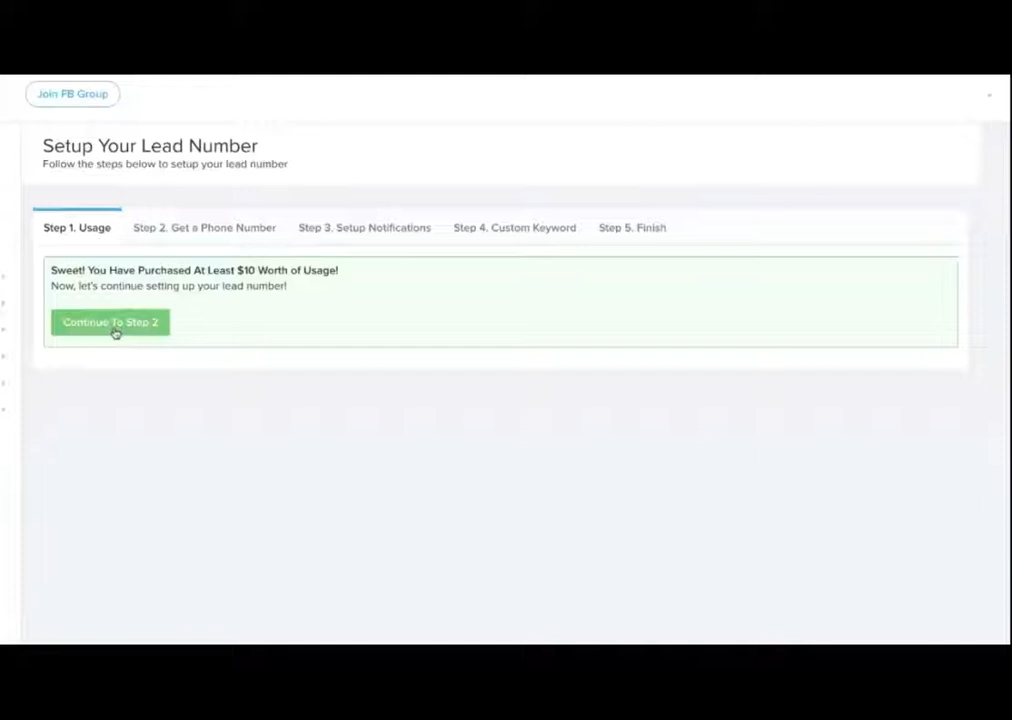 Join FB Group
Setup Your Lead Number
Follow the steps below to setup your lead number
Step 1. Usage
Step 2. Get a Phone Number
Step 3. Setup Notifications
Step 4. Custom Keyword
Step 5. Finish
Sweet! You Have Purchased At Least $10 Worth of Usage!
Now, let's continue setting up your lead number!
Continue To Step 2